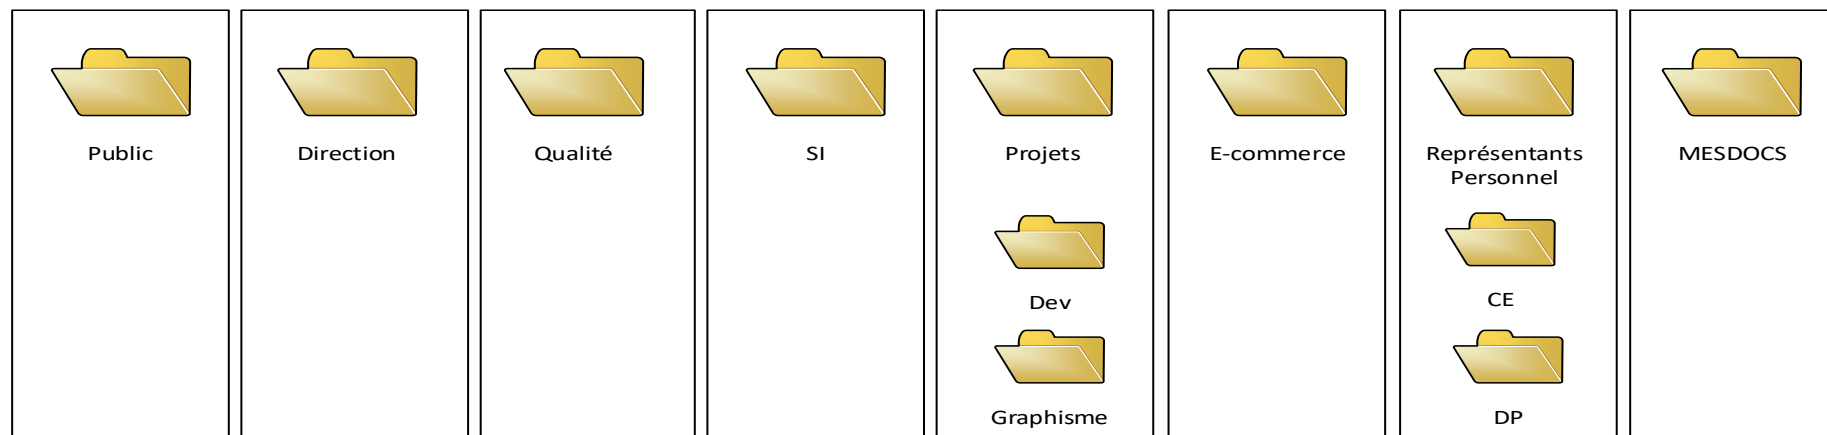 Public
Direction
Qualité
SI
Projets
Dev
Graphisme
E-commerce
Représentants
Personnel
CE
DP
MESDOCS